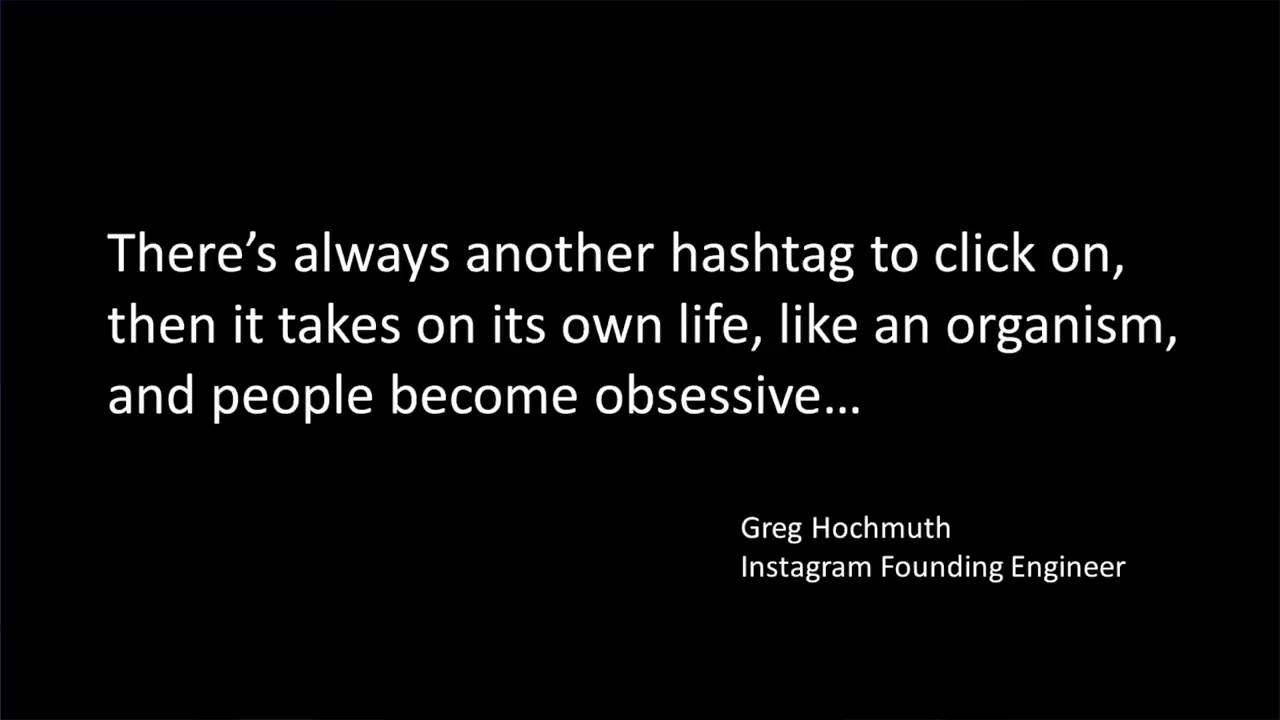 There’s always another hashtag to click on,
then it takes on its own life, like an organism,
and people become obsessive…
Greg Hochmuth
Instagram Founding Engineer